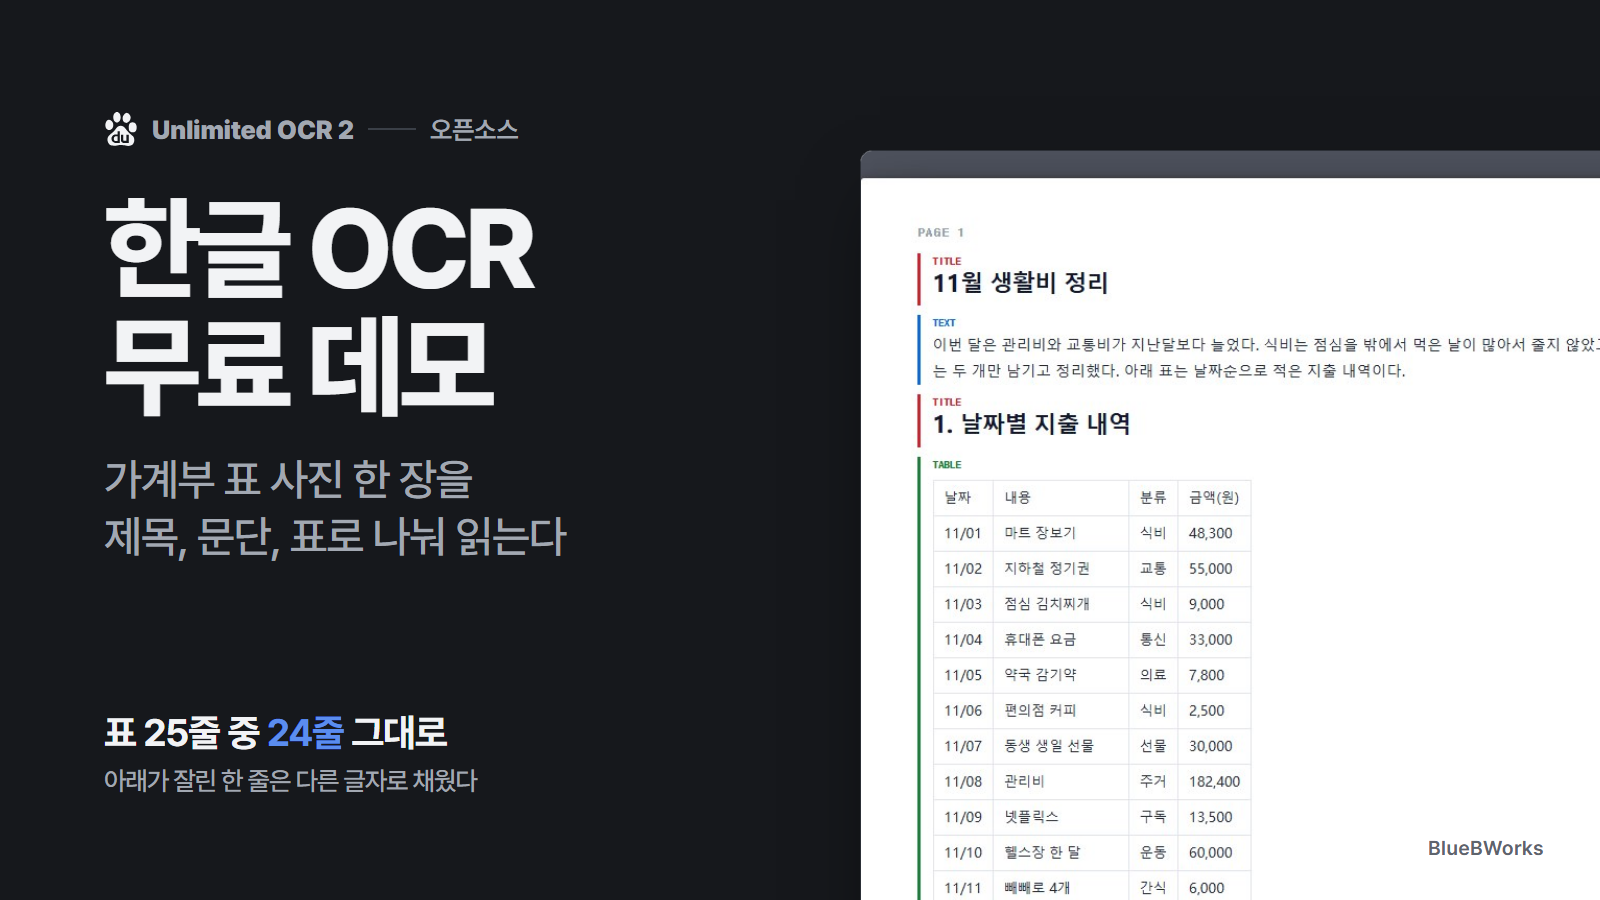 du Unlimited OCR 2 오픈소스
한글 OCR
무료 데모
가계부 표 사진 한 장을
제목, 문단, 표로 나눠 읽는다
표 25줄 중 24줄 그대로
아래가 잘린 한 줄은 다른 글자로 채웠다
PAGE 1
TITLE
11월 생활비 정리
TEXT
이번 달은 관리비와 교통비가 지난달보다 늘었다. 식비는 점심을 밖에서 먹은 날이 많아서 줄지 않았고
는 두 개만 남기고 정리했다. 아래 표는 날짜순으로 적은 지출 내역이다.
TITLE
1. 날짜별 지출 내역
TABLE
날짜 내용 분류 금액(원)
11/01 마트 장보기 식비 48,300
11/02 지하철 정기권 교통 55,000
11/03 점심 김치찌개 식비 9,000
11/04 휴대폰 요금 통신 33,000
11/05 약국 감기약 의료 7,800
11/06 편의점 커피 식비 2,500
11/07 동생 생일 선물 선물 30,000
11/08 관리비 주거 182,400
11/09 넷플릭스 구독 13,500
11/10 헬스장 한 달 운동 60,000
11/11 빼빼로 4개 간식 6,000
BlueBWorks